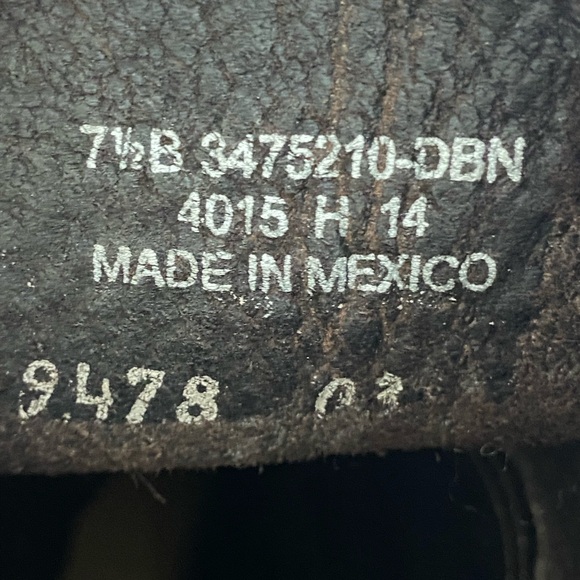 7½B 3475210-DBN
4015 H 14
MADE IN MEXICO
9478